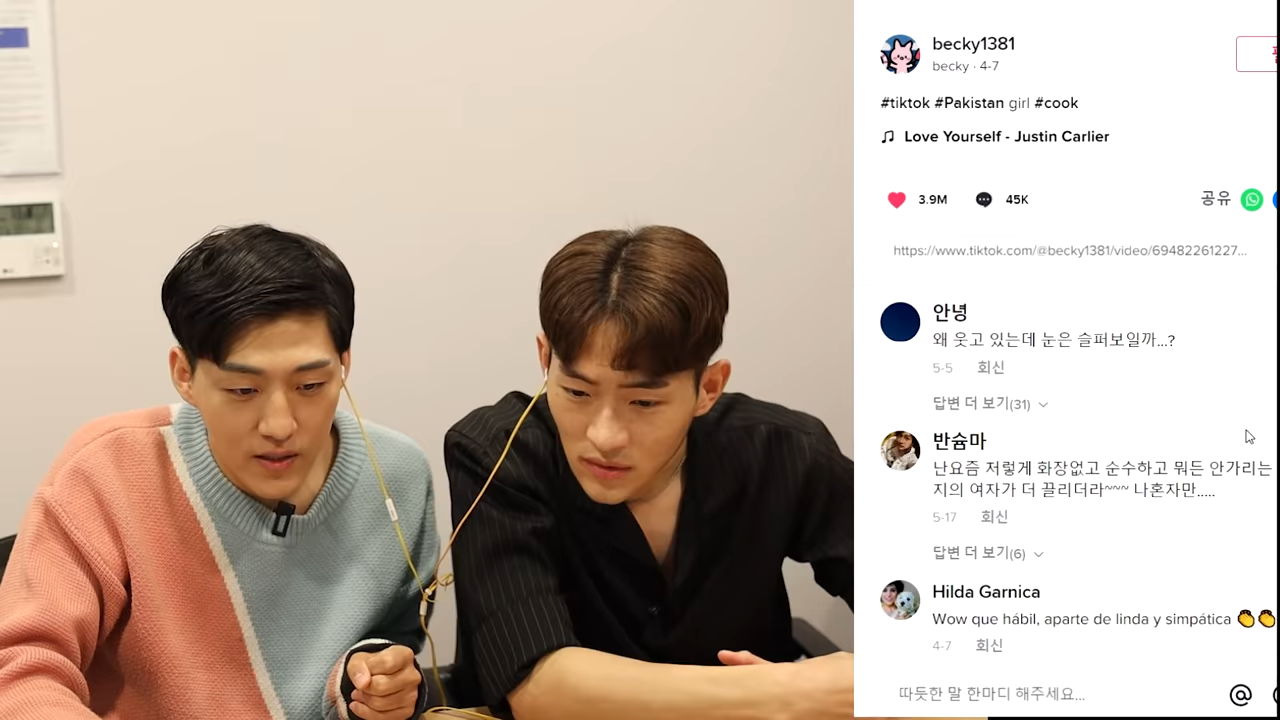 becky1381
becky · 4-7
#tiktok #Pakistan girl #cook
Love Yourself - Justin Carlier
3.9M
45K
공유
https://www.tiktok.com/@becky1381/video/69482261227...
안녕
왜 웃고 있는데 눈은 슬퍼보일까...?
5-5 회신
답변 더 보기(31)
반슘마
난요즘 저렇게 화장없고 순수하고 뭐든 안가리는
지의 여자가 더 끌리더라~~~ 나혼자만.....
5-17 회신
답변 더 보기(6)
Hilda Garnica
Wow que hábil, aparte de linda y simpática 👏👏
4-7 회신
따듯한 말 한마디 해주세요...
@